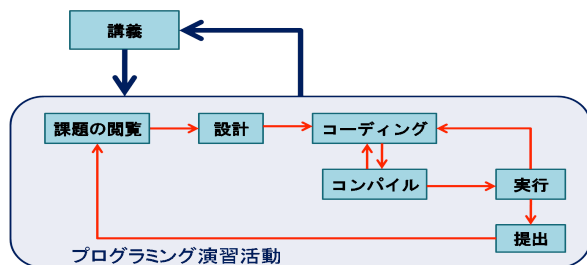 講義
課題の閲覧
設計
コーディング
コンパイル
実行
提出
プログラミング演習活動